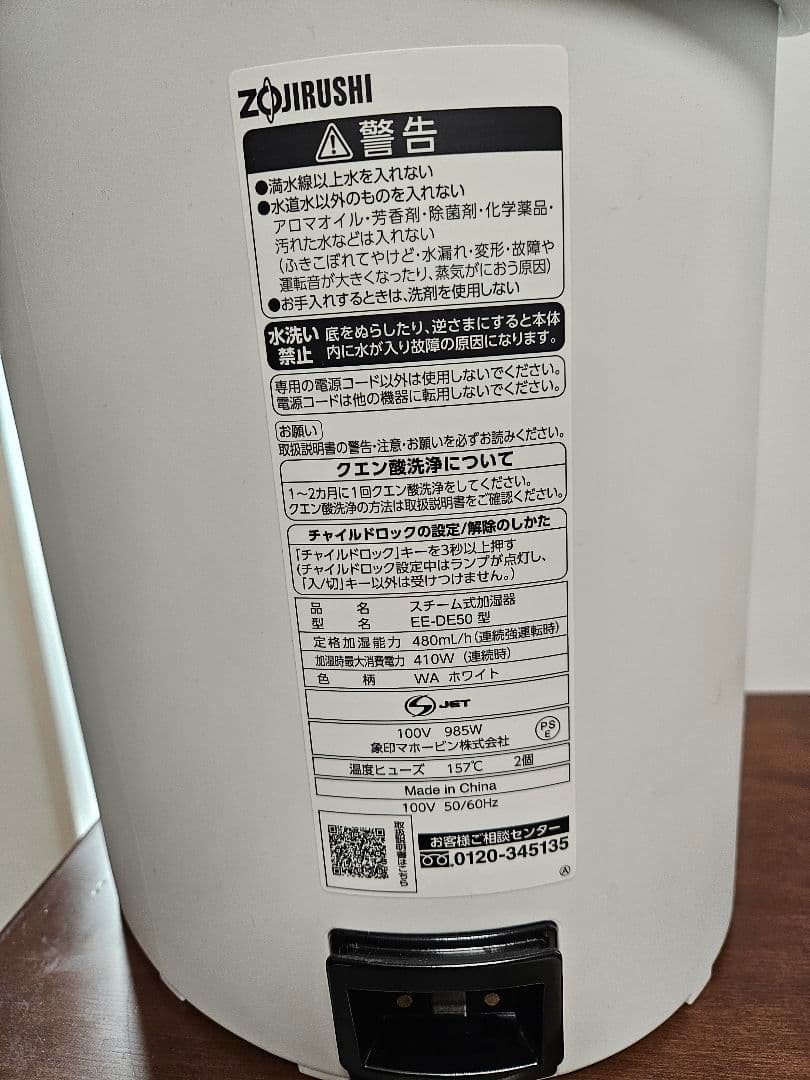 ZOJIRUSHI
警告
●満水線以上水を入れない
●水道水以外のものを入れない
アロマオイル・芳香剤・除菌剤・化学薬品・
汚れた水などは入れない
(ふきこぼれてやけど・水漏れ・変形・故障や
運転音が大きくなったり、蒸気がにおう原因)
●お手入れするときは、洗剤を使用しない
水洗い
禁止
底をぬらしたり、逆さまにすると本体
内に水が入り故障の原因になります。
専用の電源コード以外は使用しないでください。
電源コードは他の機器に転用しないでください。
お願い
取扱説明書の警告・注意・お願いを必ずお読みください。
クエン酸洗浄について
1〜2カ月に1回クエン酸洗浄をしてください。
クエン酸洗浄の方法は取扱説明書をご確認ください。
チャイルドロックの設定/解除のしかた
「チャイルドロック」キーを3秒以上押す
(チャイルドロック設定中はランプが点灯し、
「入/切」キー以外は受けつけません。)
品名 スチーム式加湿器
型名 EE-DE50 型
定格加湿能力 480mL/h(連続強運転時)
加湿時最大消費電力 410W (連続時)
色柄 WA ホワイト
JET
100V 985W
象印マホービン株式会社
PS
E
温度ヒューズ 157℃ 2個
Made in China
100V 50/60Hz
取扱説明書はこちら
お客様ご相談センター
0120-345135
Ⓐ